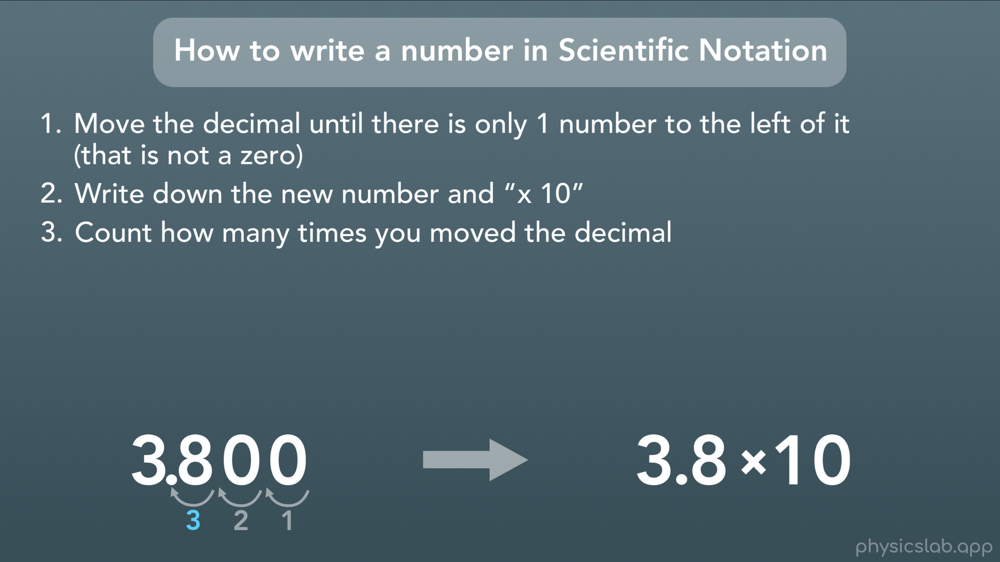 How to write a number in Scientific Notation
1. Move the decimal until there is only 1 number to the left of it
(that is not a zero)
2. Write down the new number and “x 10”
3. Count how many times you moved the decimal
3.800
3.8 ×10
3 2 1
physicslab.app